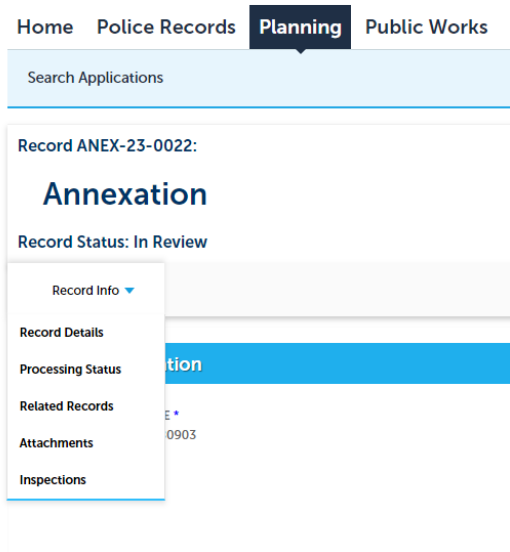 Home Police Records Planning Public Works
Search Applications
Record ANEX-23-0022:
Annexation
Record Status: In Review
Record Info
Record Details
Processing Status
tion
Related Records
E *
Attachments
0903
Inspections